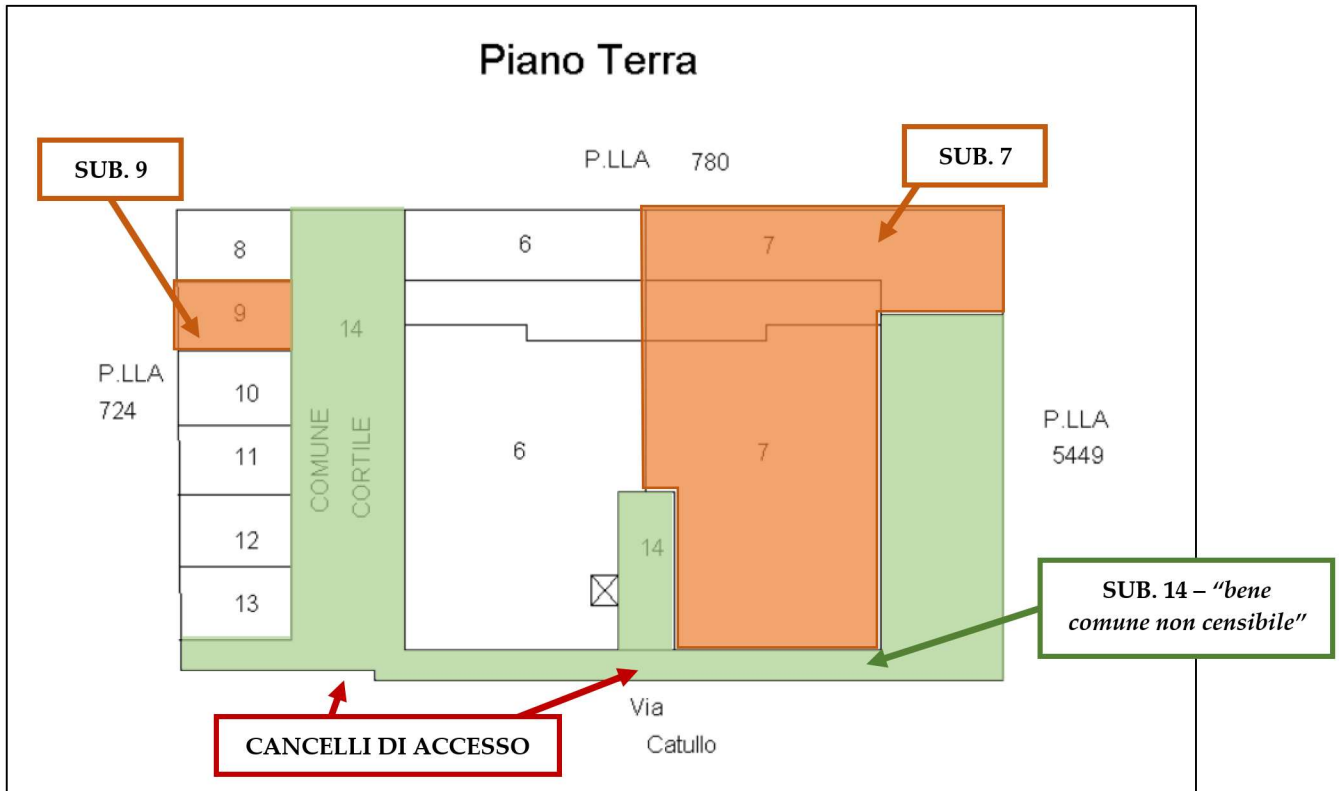 Piano Terra
SUB. 9
P.LLA 780
SUB. 7
8
6
7
9
14
P.LLA
724
10
COMUNE
CORTILE
11
6
7
P.LLA
5449
12
14
13
SUB. 14 – “bene
comune non censibile”
CANCELLI DI ACCESSO
Via
Catullo